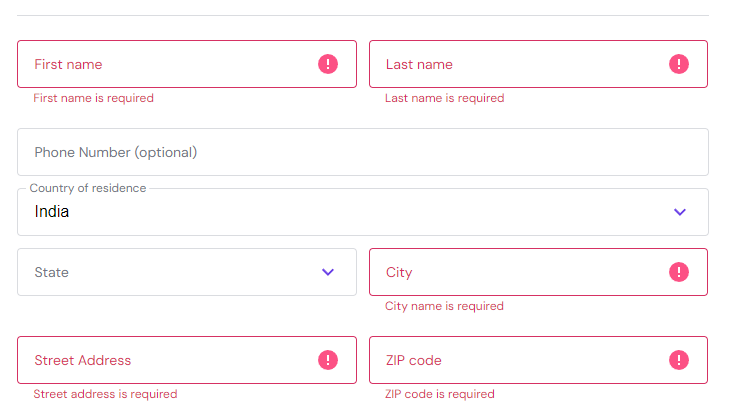 First name
Last name
First name is required
Last name is required
Phone Number (optional)
Country of residence
India
State
City
City name is required
Street Address
ZIP code
Street address is required
ZIP code is required